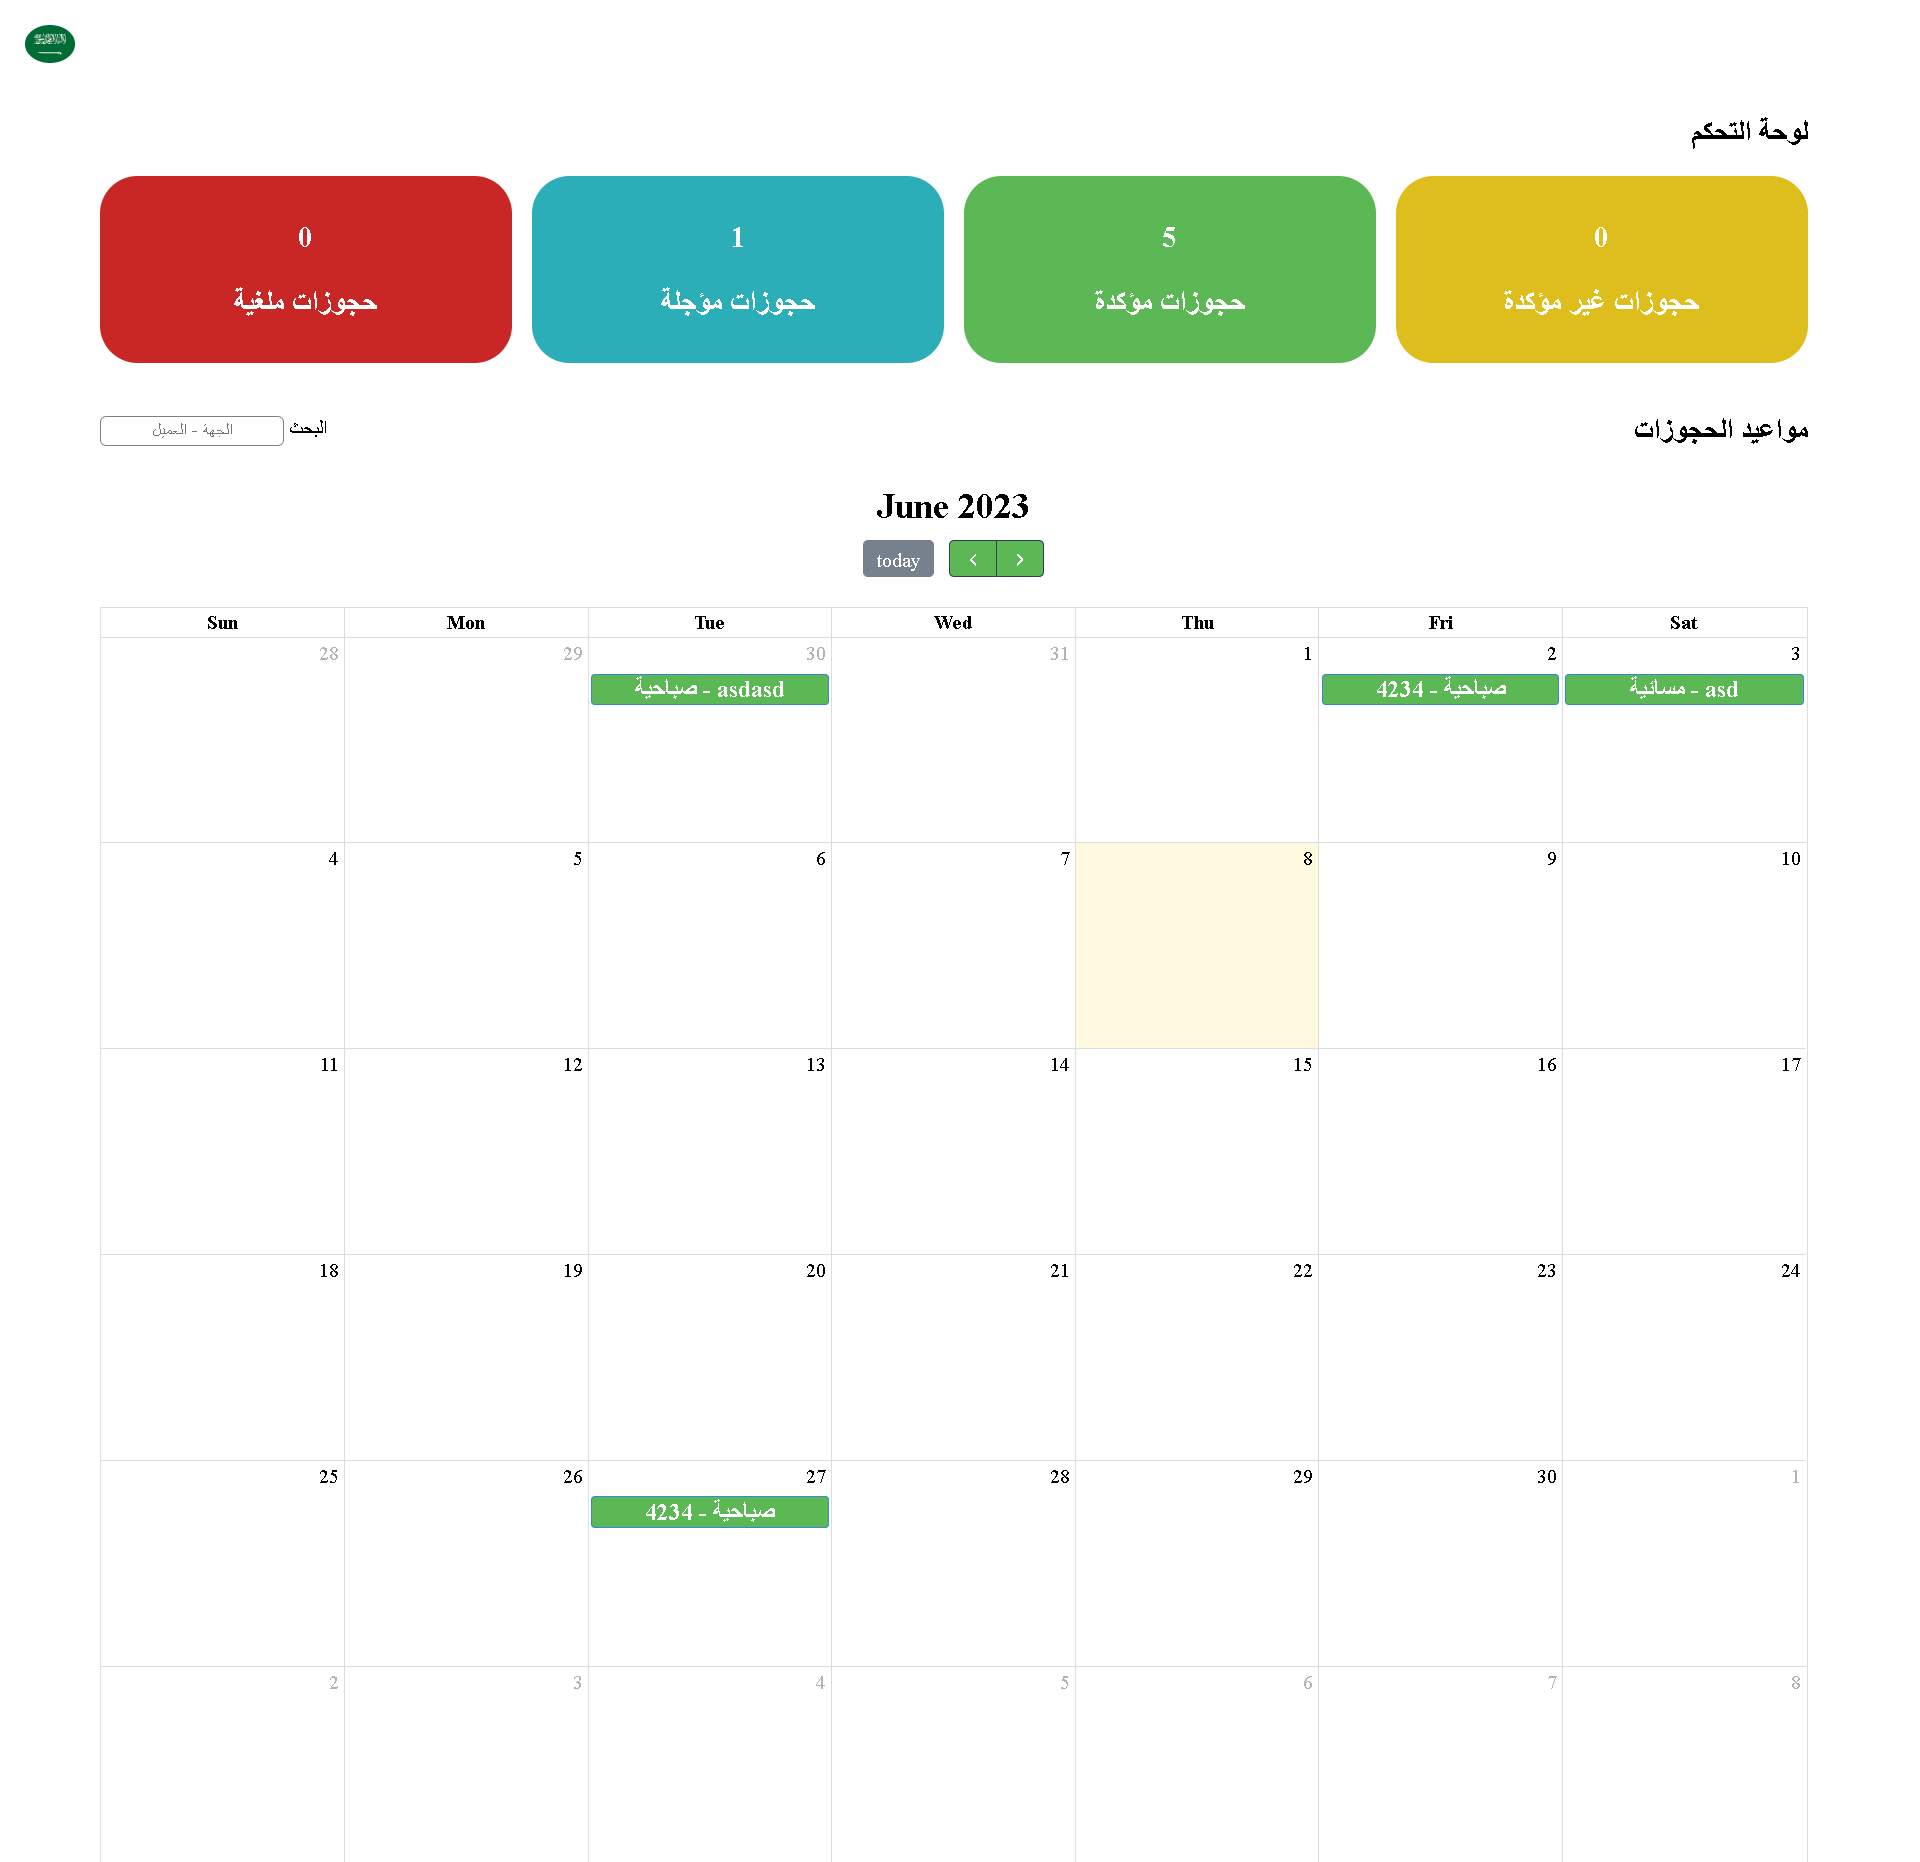 لوحة التحكم
0
حجوزات غير مؤكدة
5
حجوزات مؤكدة
1
حجوزات مؤجلة
0
حجوزات ملغية
مواعيد الحجوزات
البحث
الجهة - العميل
June 2023
today
Sun Mon Tue Wed Thu Fri Sat
28 29 30 31 1 2 3
صباحية - asdasd
صباحية - 4234
مسائية - asd
4 5 6 7 8 9 10
11 12 13 14 15 16 17
18 19 20 21 22 23 24
25 26 27 28 29 30 1
صباحية - 4234
2 3 4 5 6 7 8